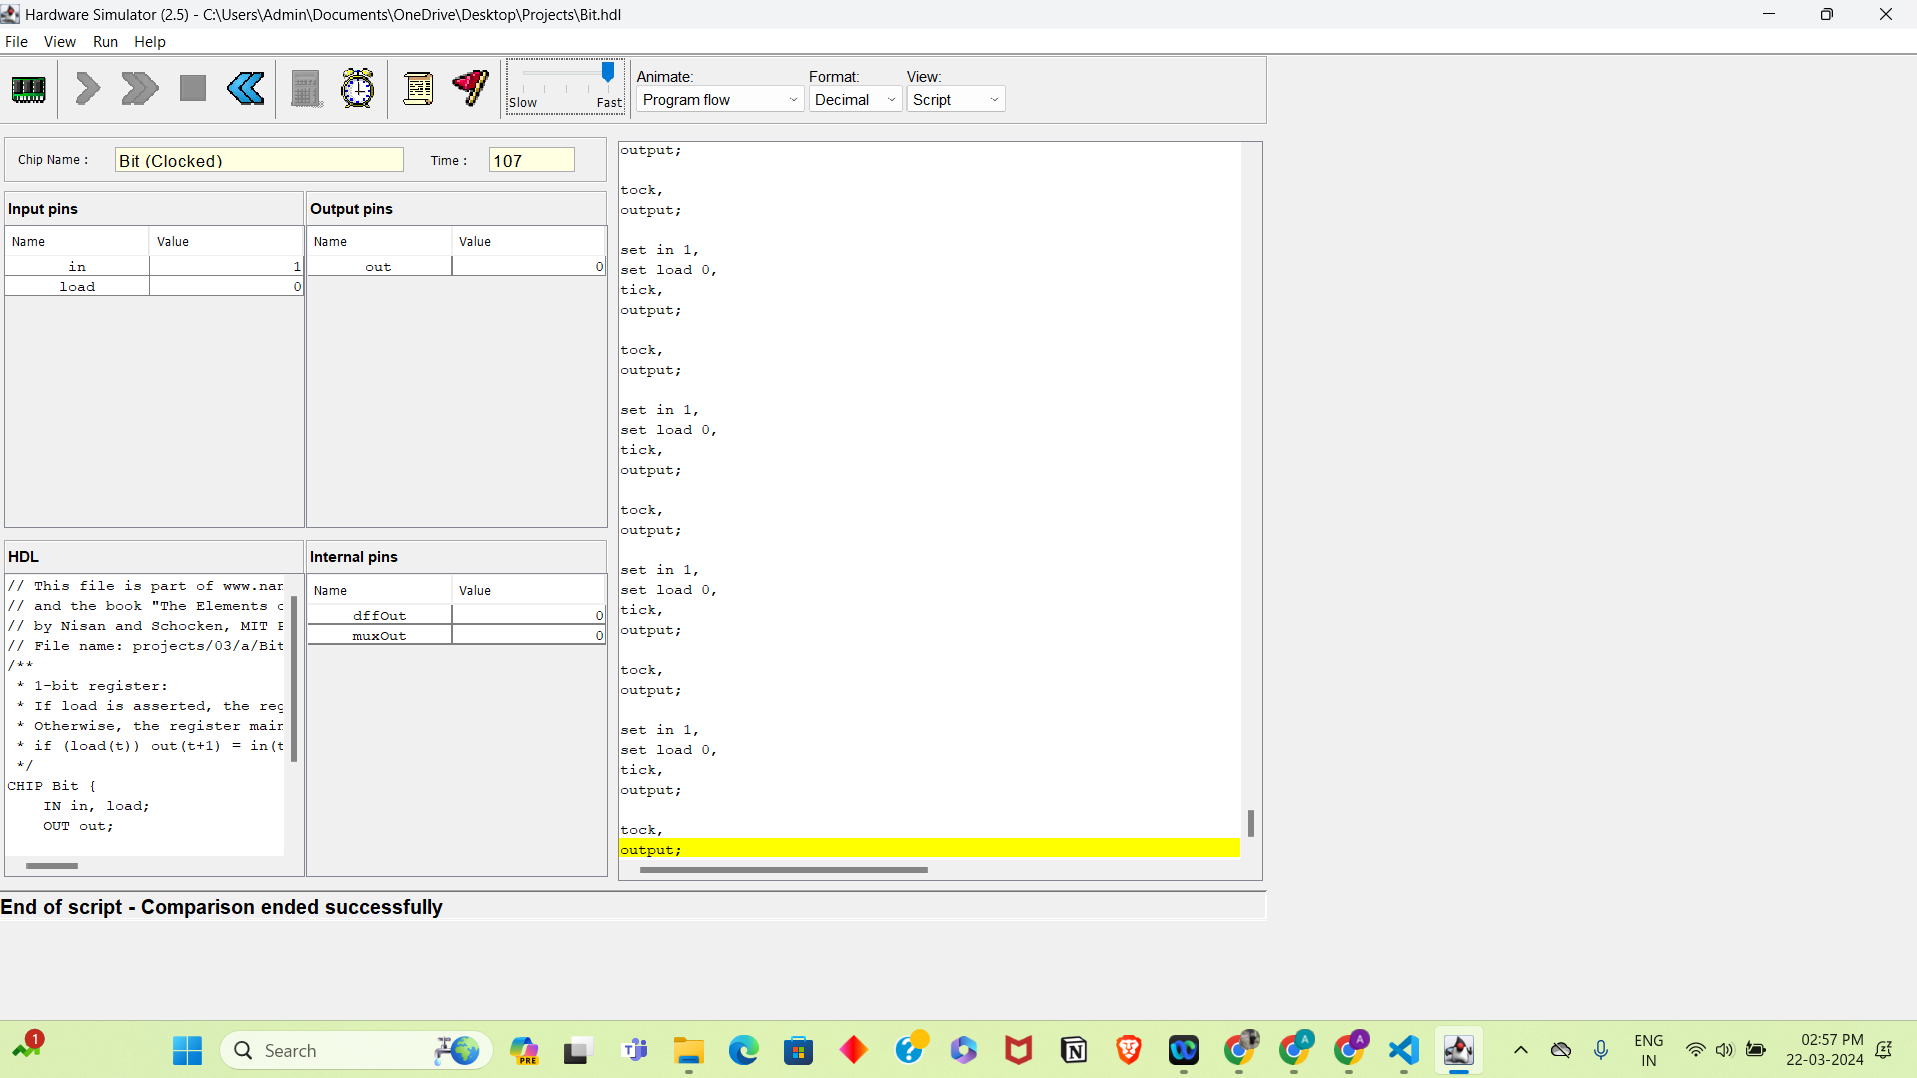 Hardware Simulator (2.5) - C:\Users\Admin\Documents\OneDrive\Desktop\Projects\Bit.hdl
File View Run Help
Slow Fast
Animate: Format: View:
Program flow Decimal Script
Chip Name : Bit (Clocked) Time : 107
Input pins
Name Value
in 1
load 0
Output pins
Name Value
out 0
HDL
// This file is part of www.nan
// and the book "The Elements o
// by Nisan and Schocken, MIT P
// File name: projects/03/a/Bit
/**
* 1-bit register:
* If load is asserted, the reg
* Otherwise, the register main
* if (load(t)) out(t+1) = in(t
*/
CHIP Bit {
IN in, load;
OUT out;
Internal pins
Name Value
dffOut 0
muxOut 0
output;
tock,
output;
set in 1,
set load 0,
tick,
output;
tock,
output;
set in 1,
set load 0,
tick,
output;
tock,
output;
set in 1,
set load 0,
tick,
output;
tock,
output;
set in 1,
set load 0,
tick,
output;
tock,
output;
End of script - Comparison ended successfully
1
Search
PRE
A
A
ENG
IN
02:57 PM
22-03-2024